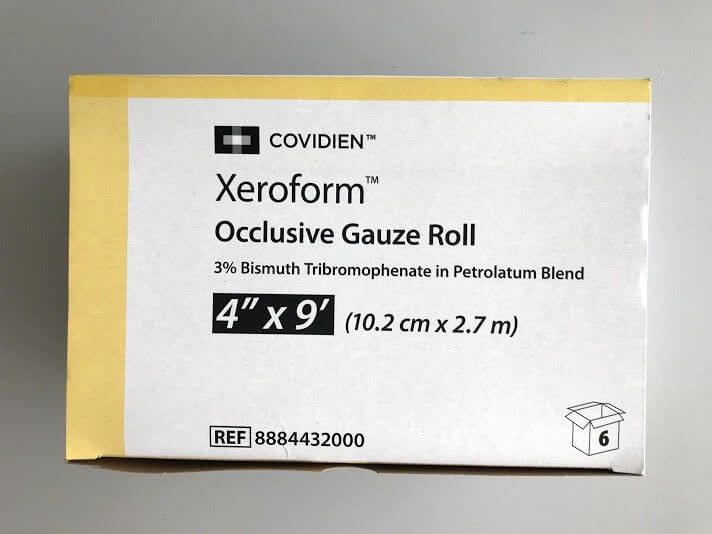 COVIDIEN™
Xeroform™
Occlusive Gauze Roll
3% Bismuth Tribromophenate in Petrolatum Blend
4" x 9' (10.2 cm x 2.7 m)
REF 8884432000
6